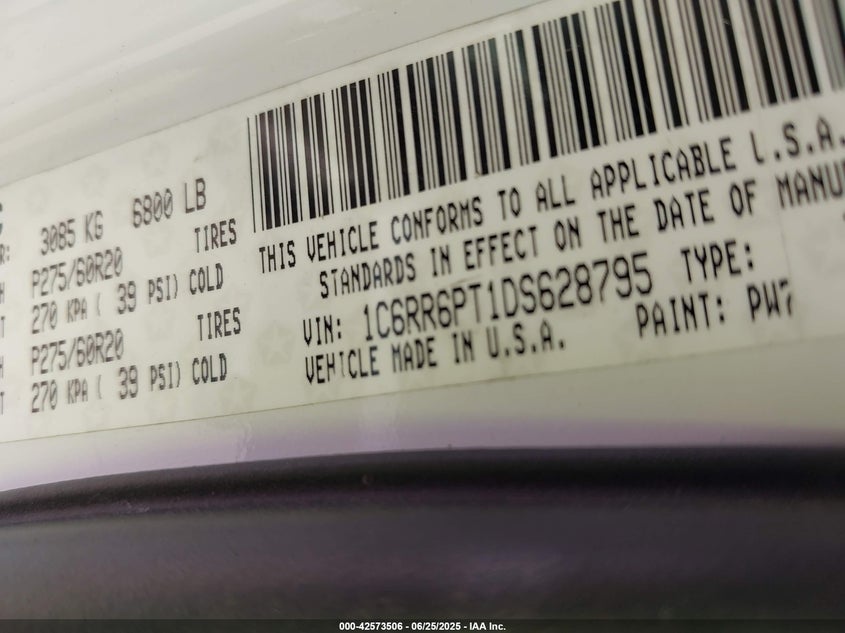 3085 KG 6800 LB
TIRES
P275/60R20
270 KPA ( 39 PSI) COLD
TIRES
P275/60R20
270 KPA ( 39 PSI) COLD
THIS VEHICLE CONFORMS TO ALL APPLICABLE U.S.A.
STANDARDS IN EFFECT ON THE DATE OF MANU
VIN: 1C6RR6PT1DS628795 TYPE:
VEHICLE MADE IN U.S.A. PAINT: PW7
000-42573506 - 06/25/2025 - IAA Inc.